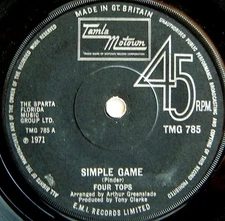 MADE IN GT. BRITAIN
Tamla
Motown
45
RPM.
THE SPARTA
FLORIDA
MUSIC
GROUP LTD.
TMG 785 A
℗ 1971
TMG 785
SIMPLE GAME
(Pinder)
FOUR TOPS
Arranged by Arthur Greenslade
Produced by Tony Clarke
E.M.I. RECORDS LIMITED